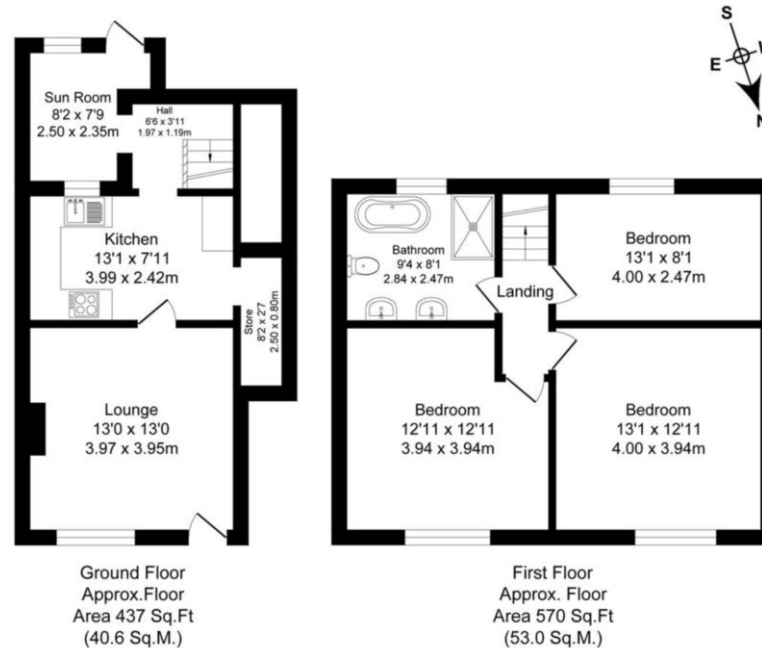 S
E
N
Sun Room
8'2 x 7'9
2.50 x 2.35m
Hall
6'6 x 3'11
1.97 x 1.19m
Kitchen
13'1 x 7'11
3.99 x 2.42m
Store
8'2 x 2'7
2.50 x 0.80m
Lounge
13'0 x 13'0
3.97 x 3.95m
Ground Floor
Approx.Floor
Area 437 Sq.Ft
(40.6 Sq.M.)
Bathroom
9'4 x 8'1
2.84 x 2.47m
Landing
Bedroom
13'1 x 8'1
4.00 x 2.47m
Bedroom
12'11 x 12'11
3.94 x 3.94m
Bedroom
13'1 x 12'11
4.00 x 3.94m
First Floor
Approx. Floor
Area 570 Sq.Ft
(53.0 Sq.M.)